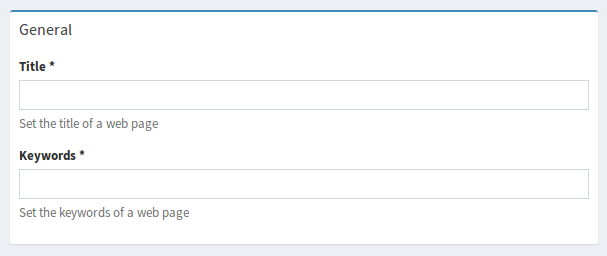 General
Title *
Set the title of a web page
Keywords *
Set the keywords of a web page